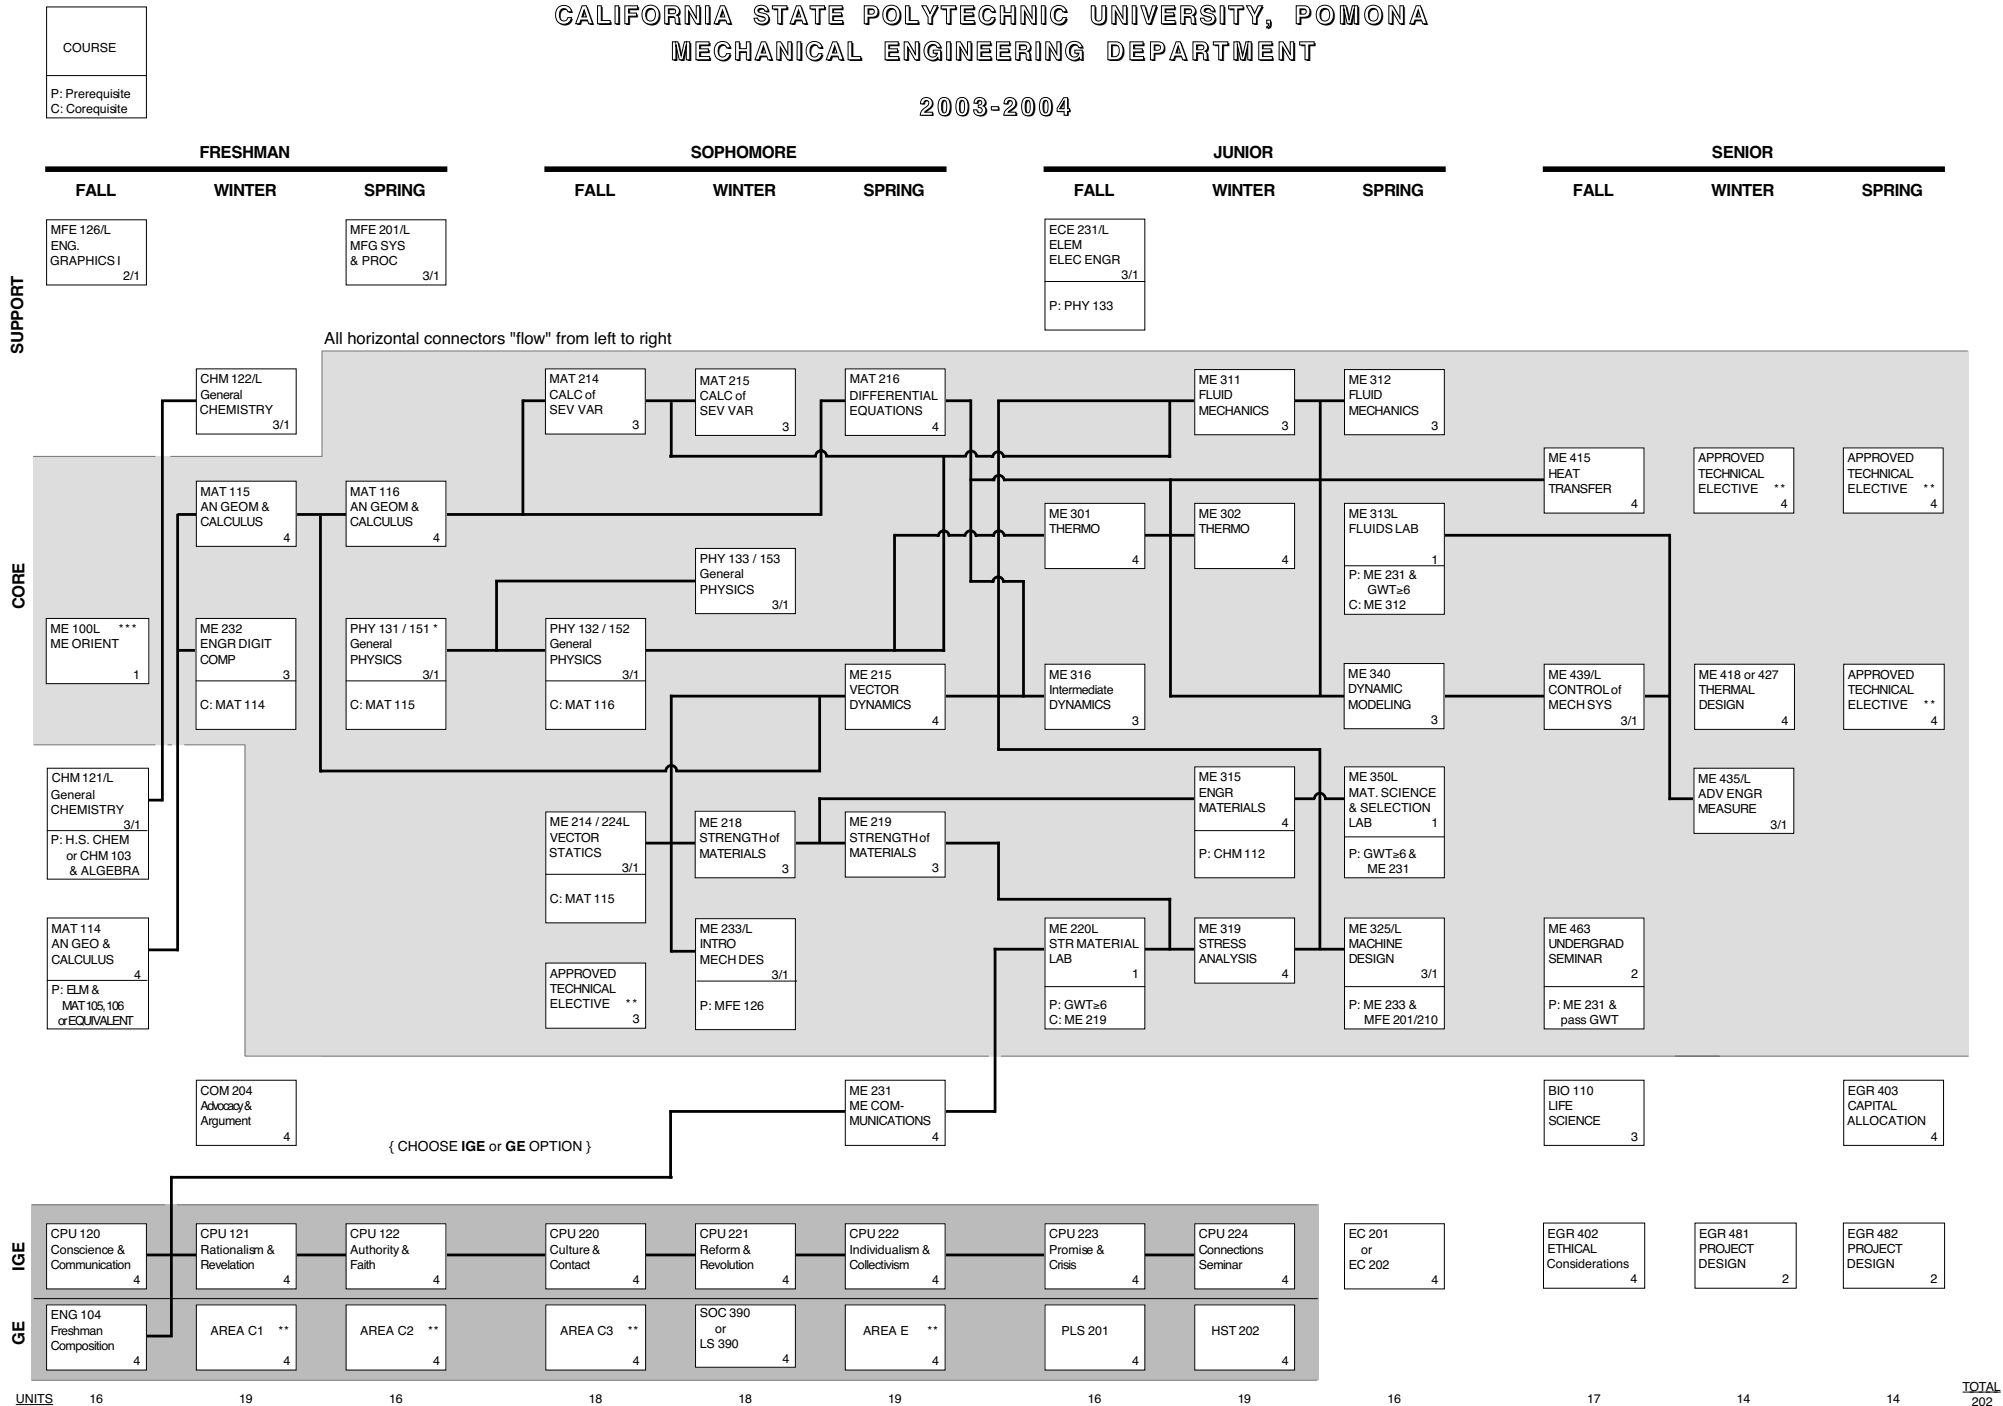 CALIFORNIA STATE POLYTECHNIC UNIVERSITY, POMONA
MECHANICAL ENGINEERING DEPARTMENT
2003-2004
COURSE
P: Prerequisite
C: Corequisite
FRESHMAN
SOPHOMORE
JUNIOR
SENIOR
FALL
WINTER
SPRING
FALL
WINTER
SPRING
FALL
WINTER
SPRING
FALL
WINTER
SPRING
SUPPORT
MFE 126/L
ENG.
GRAPHICS I
2/1
MFE 201/L
MFG SYS
& PROC
3/1
ECE 231/L
ELEM
ELEC ENGR
3/1
P: PHY 133
All horizontal connectors "flow" from left to right
CHM 122/L
General
CHEMISTRY
3/1
MAT 214
CALC of
SEV VAR
3
MAT 215
CALC of
SEV VAR
3
MAT 216
DIFFERENTIAL
EQUATIONS
4
ME 311
FLUID
MECHANICS
3
ME 312
FLUID
MECHANICS
3
ME 415
HEAT
TRANSFER
4
APPROVED
TECHNICAL
ELECTIVE **
4
APPROVED
TECHNICAL
ELECTIVE **
4
CORE
MAT 115
AN GEOM &
CALCULUS
4
MAT 116
AN GEOM &
CALCULUS
4
ME 301
THERMO
4
ME 302
THERMO
4
ME 313L
FLUIDS LAB
1
P: ME 231 &
GWT≥6
C: ME 312
PHY 133 / 153
General
PHYSICS
3/1
ME 100L ***
ME ORIENT
1
ME 232
ENGR DIGIT
COMP
3
C: MAT 114
PHY 131 / 151 *
General
PHYSICS
3/1
C: MAT 115
PHY 132 / 152
General
PHYSICS
3/1
C: MAT 116
ME 215
VECTOR
DYNAMICS
4
ME 316
Intermediate
DYNAMICS
3
ME 340
DYNAMIC
MODELING
3
ME 439/L
CONTROL of
MECH SYS
3/1
ME 418 or 427
THERMAL
DESIGN
4
APPROVED
TECHNICAL
ELECTIVE **
4
CHM 121/L
General
CHEMISTRY
3/1
P: H.S. CHEM
or CHM 103
& ALGEBRA
ME 214 / 224L
VECTOR
STATICS
3/1
C: MAT 115
ME 218
STRENGTH of
MATERIALS
3
ME 219
STRENGTH of
MATERIALS
3
ME 315
ENGR
MATERIALS
4
P: CHM 112
ME 350L
MAT. SCIENCE
& SELECTION
LAB 1
P: GWT≥6 &
ME 231
ME 435/L
ADV ENGR
MEASURE
3/1
MAT 114
AN GEO &
CALCULUS
4
P: ELM &
MAT 105, 106
or EQUIVALENT
APPROVED
TECHNICAL
ELECTIVE **
3
ME 233/L
INTRO
MECH DES
3/1
P: MFE 126
ME 220L
STR MATERIAL
LAB
1
P: GWT≥6
C: ME 219
ME 319
STRESS
ANALYSIS
4
ME 325/L
MACHINE
DESIGN
3/1
P: ME 233 &
MFE 201/210
ME 463
UNDERGRAD
SEMINAR
2
P: ME 231 &
pass GWT
COM 204
Advocacy &
Argument
4
{ CHOOSE IGE or GE OPTION }
ME 231
ME COM-
MUNICATIONS
4
BIO 110
LIFE
SCIENCE
3
EGR 403
CAPITAL
ALLOCATION
4
IGE
CPU 120
Conscience &
Communication
4
CPU 121
Rationalism &
Revelation
4
CPU 122
Authority &
Faith
4
CPU 220
Culture &
Contact
4
CPU 221
Reform &
Revolution
4
CPU 222
Individualism &
Collectivism
4
CPU 223
Promise &
Crisis
4
CPU 224
Connections
Seminar
4
EC 201
or
EC 202
4
EGR 402
ETHICAL
Considerations
4
EGR 481
PROJECT
DESIGN
2
EGR 482
PROJECT
DESIGN
2
GE
ENG 104
Freshman
Composition
4
AREA C1 **
4
AREA C2 **
4
AREA C3 **
4
SOC 390
or
LS 390
4
AREA E **
4
PLS 201
4
HST 202
4
UNITS 16 19 16 18 18 19 16 19 16 17 14 14
TOTAL
202